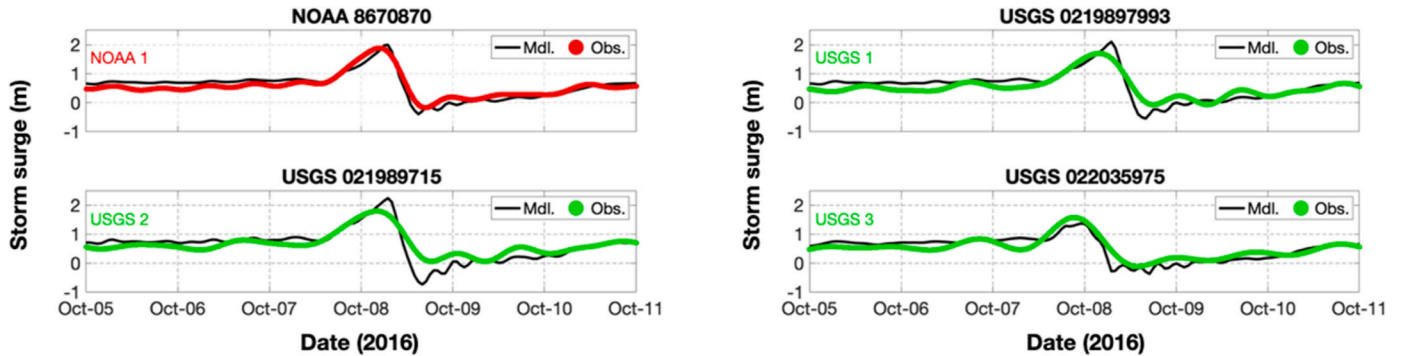 NOAA 8670870
NOAA 1
Mdl. Obs.
2
1
0
-1
Storm surge (m)
USGS 021989715
USGS 2
Mdl. Obs.
2
1
0
-1
Oct-05 Oct-06 Oct-07 Oct-08 Oct-09 Oct-10 Oct-11
Date (2016)
USGS 0219897993
USGS 1
Mdl. Obs.
2
1
0
-1
Storm surge (m)
USGS 022035975
USGS 3
Mdl. Obs.
2
1
0
-1
Oct-05 Oct-06 Oct-07 Oct-08 Oct-09 Oct-10 Oct-11
Date (2016)